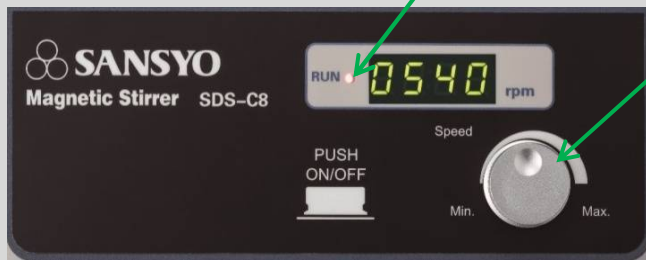 SANSYO
Magnetic Stirrer SDS-C8
RUN 0540 rpm
Speed
PUSH
ON/OFF
Min. Max.